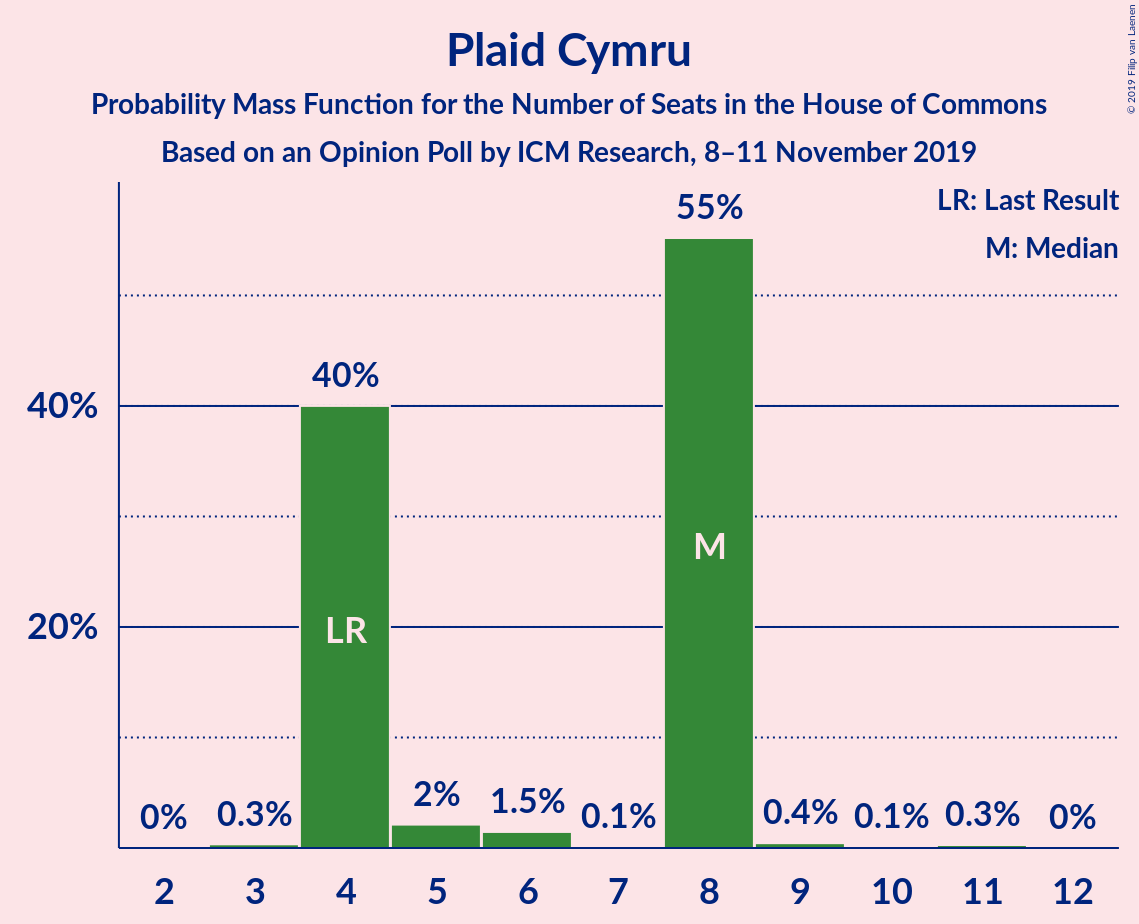 Plaid Cymru
Probability Mass Function for the Number of Seats in the House of Commons
Based on an Opinion Poll by ICM Research, 8–11 November 2019
© 2019 Filip van Laenen
LR: Last Result
M: Median
55%
40%
40%
M
20%
LR
0%
0.3%
2%
1.5%
0.1%
0.4%
0.1%
0.3%
0%
2 3 4 5 6 7 8 9 10 11 12